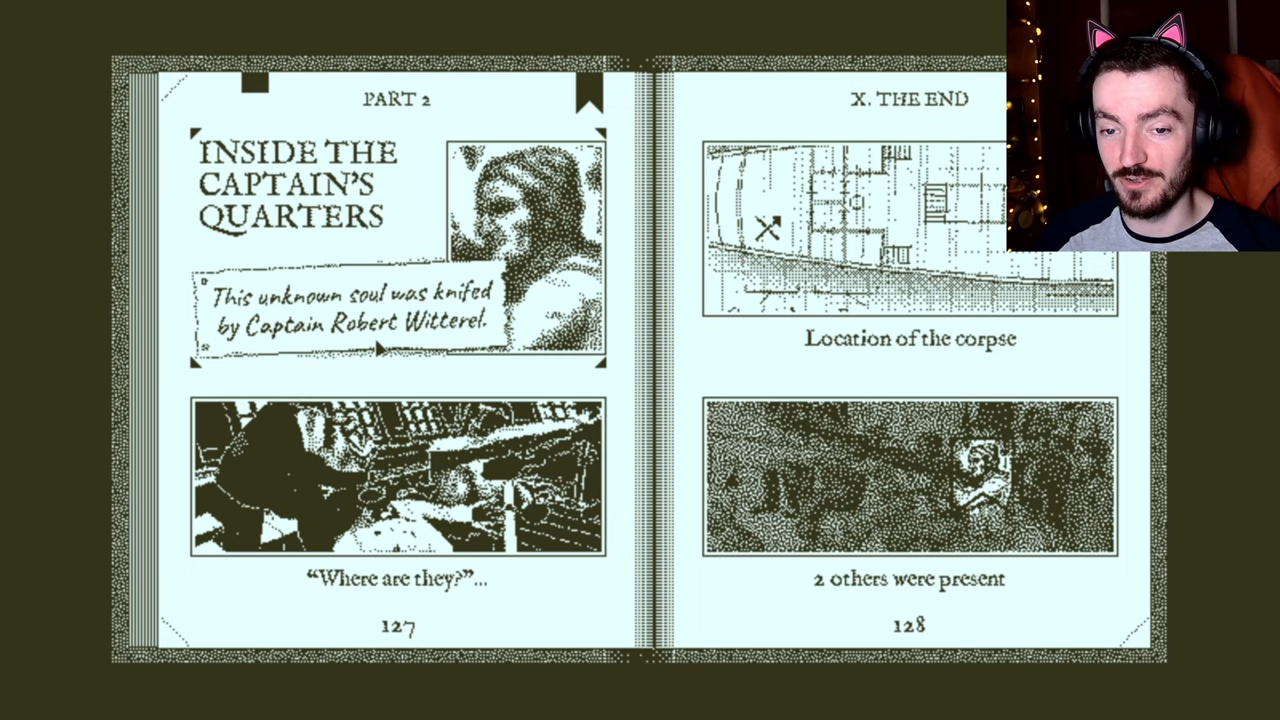 PART 2
INSIDE THE
CAPTAIN'S
QUARTERS
This unknown soul was knifed
by Captain Robert Witterel.
"Where are they?"...
127
X. THE END
Location of the corpse
2 others were present
128